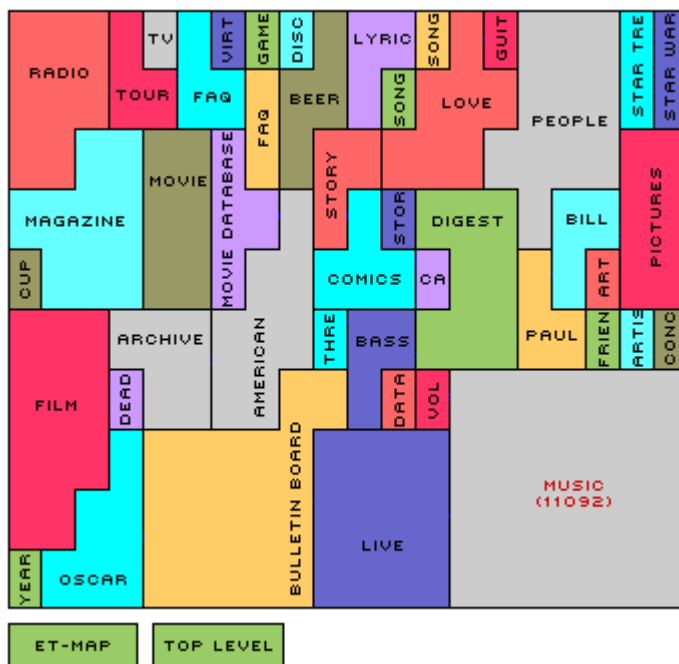 TV
VIRT
GAME
DISC
LYRIC
SONG
GUIT
STAR TRE
STAR WAR
RADIO
TOUR
FAQ
FAQ
BEER
SONG
LOVE
PEOPLE
MOVIE
MOVIE DATABASE
STORY
PICTURES
MAGAZINE
STOR
DIGEST
BILL
CUP
COMICS
CA
ART
ARCHIVE
AMERICAN
THRE
BASS
PAUL
FRIEN
ARTIS
CONC
FILM
DEAD
DATA
VOL
MUSIC
(11092)
BULLETIN BOARD
LIVE
YEAR
OSCAR
ET-MAP
TOP LEVEL